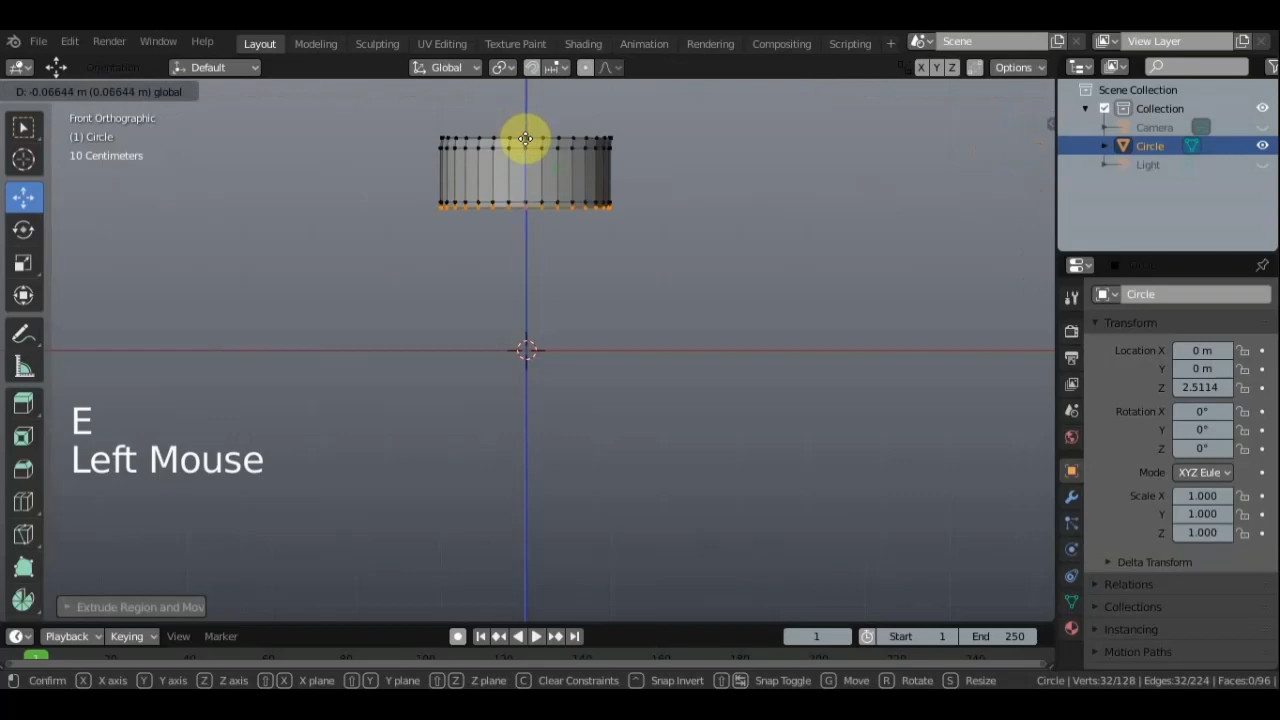 File Edit Render Window Help Layout Modeling Sculpting UV Editing Texture Paint Shading Animation Rendering Compositing Scripting + Scene View Layer
Orientation Default Global X Y Z Options
D: -0.06644 m (0.06644 m) global
Front Orthographic
(1) Circle
10 Centimeters
Scene Collection
Collection
Camera
Circle
Light
Circle
Transform
Location X 0 m
Y 0 m
Z 2.5114
Rotation X 0°
Y 0°
Z 0°
Mode XYZ Eule
Scale X 1.000
Y 1.000
Z 1.000
Delta Transform
Relations
Collections
Instancing
Motion Paths
E
Left Mouse
Extrude Region and Mov
Playback Keying View Marker 1 Start 1 End 250
1
Confirm X X axis Y Y axis Z Z axis X X plane Y Y plane Z Z plane C Clear Constraints ^ Snap Invert Snap Toggle G Move R Rotate S Resize Circle | Verts:32/128 | Edges:32/224 | Faces:0/96 |